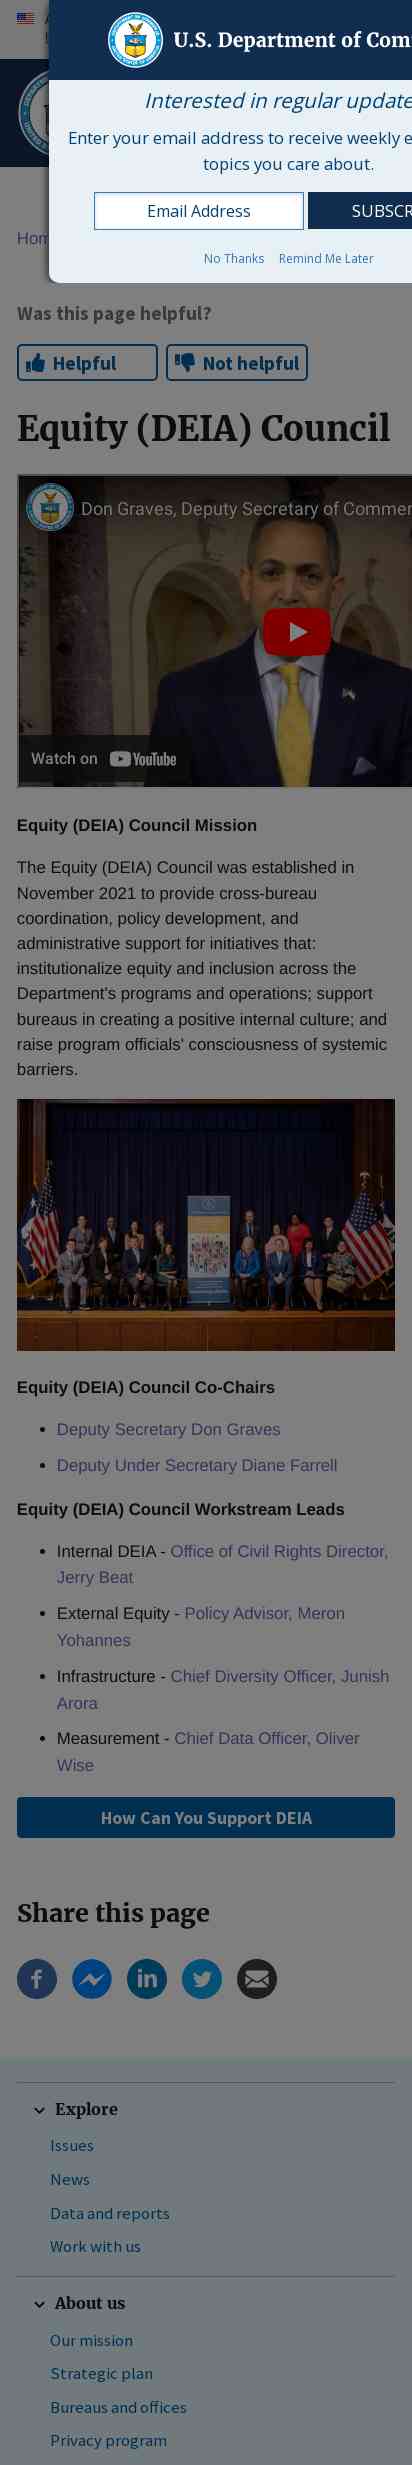 U.S. Department of Com
Interested in regular update
Enter your email address to receive weekly e
topics you care about.
Email Address
SUBSCR
No Thanks Remind Me Later
Hom
Was this page helpful?
Helpful
Not helpful
Equity (DEIA) Council
Don Graves, Deputy Secretary of Commer
Watch on YouTube
Equity (DEIA) Council Mission
The Equity (DEIA) Council was established in
November 2021 to provide cross-bureau
coordination, policy development, and
administrative support for initiatives that:
institutionalize equity and inclusion across the
Department's programs and operations; support
bureaus in creating a positive internal culture; and
raise program officials' consciousness of systemic
barriers.
Equity (DEIA) Council Co-Chairs
• Deputy Secretary Don Graves
• Deputy Under Secretary Diane Farrell
Equity (DEIA) Council Workstream Leads
• Internal DEIA - Office of Civil Rights Director,
Jerry Beat
• External Equity - Policy Advisor, Meron
Yohannes
• Infrastructure - Chief Diversity Officer, Junish
Arora
• Measurement - Chief Data Officer, Oliver
Wise
How Can You Support DEIA
Share this page
Explore
Issues
News
Data and reports
Work with us
About us
Our mission
Strategic plan
Bureaus and offices
Privacy program